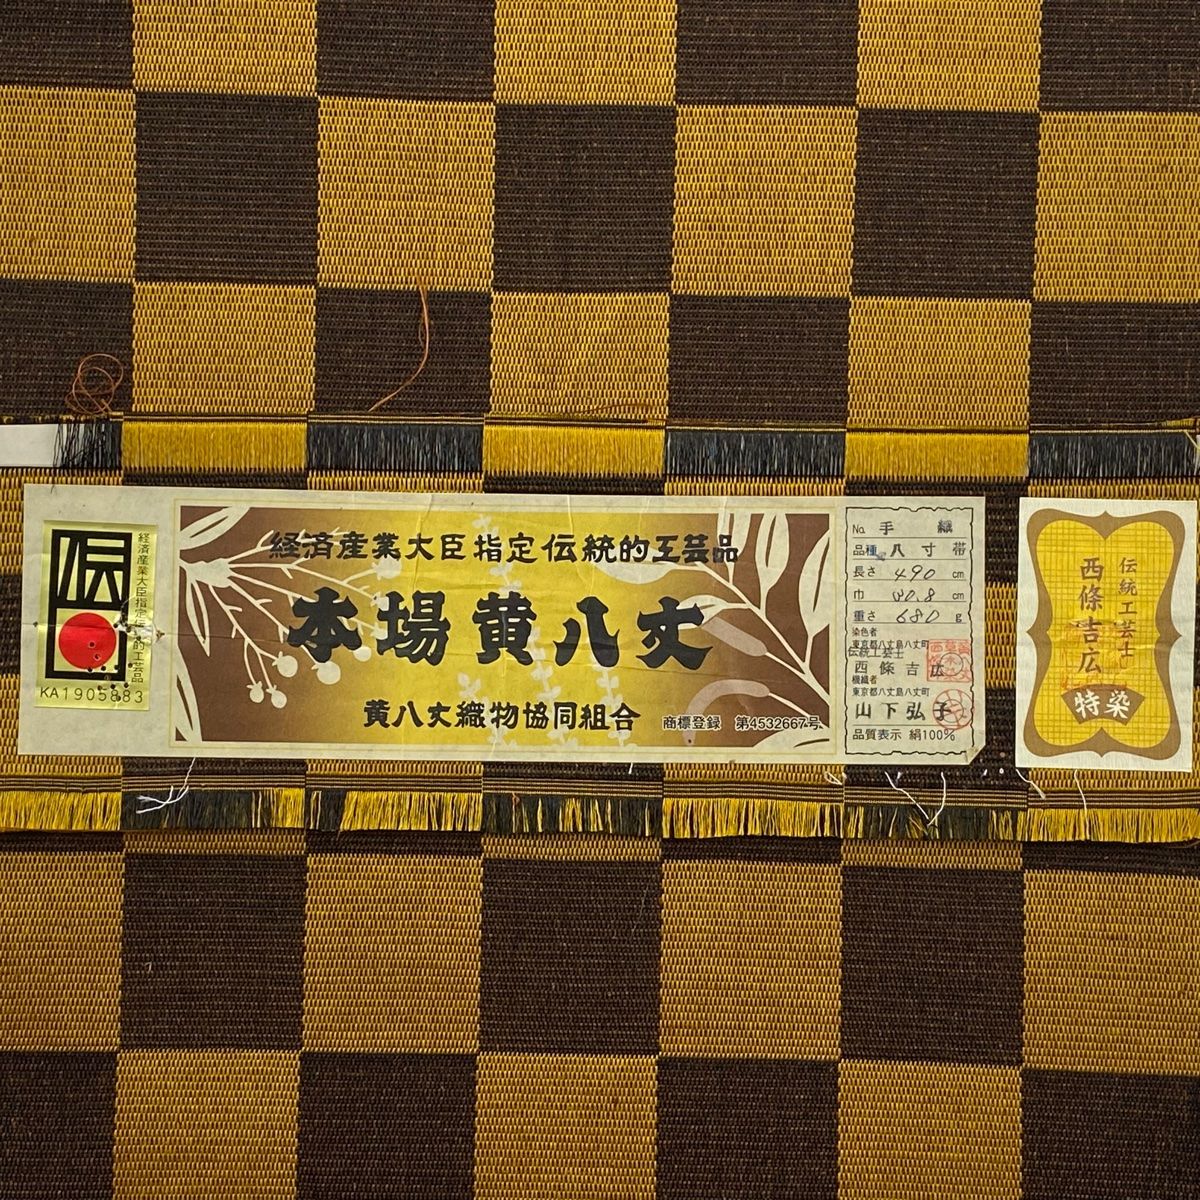 伝
経済産業大臣指定伝統的工芸品
KA1905883
経済産業大臣指定伝統的工芸品
本場黄八丈
黄八丈織物協同組合
商標登録 第4532667号
No. 手織
品種 八寸帯
長さ 490 cm
巾 30.8 cm
重さ 680 g
染色者
東京都八丈島八丈町
伝統工芸士
西條吉広
機織者
東京都八丈島八丈町
山下弘子
品質表示 絹100%
伝統工芸士
西條吉広
特染